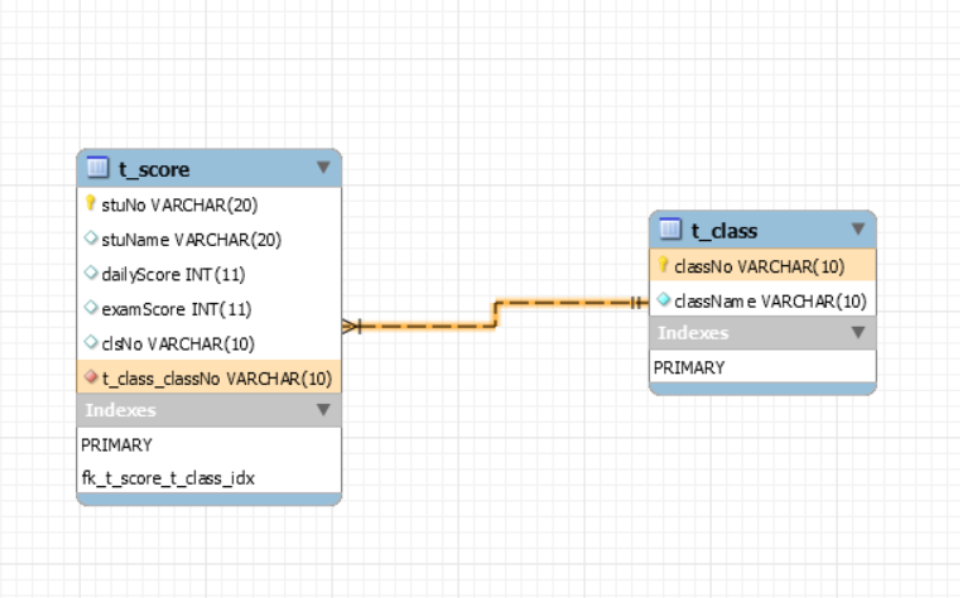 t_score
stuNo VARCHAR(20)
stuName VARCHAR(20)
dailyScore INT(11)
examScore INT(11)
clsNo VARCHAR(10)
t_class_classNo VARCHAR(10)
Indexes
PRIMARY
fk_t_score_t_class_idx
t_class
classNo VARCHAR(10)
className VARCHAR(10)
Indexes
PRIMARY